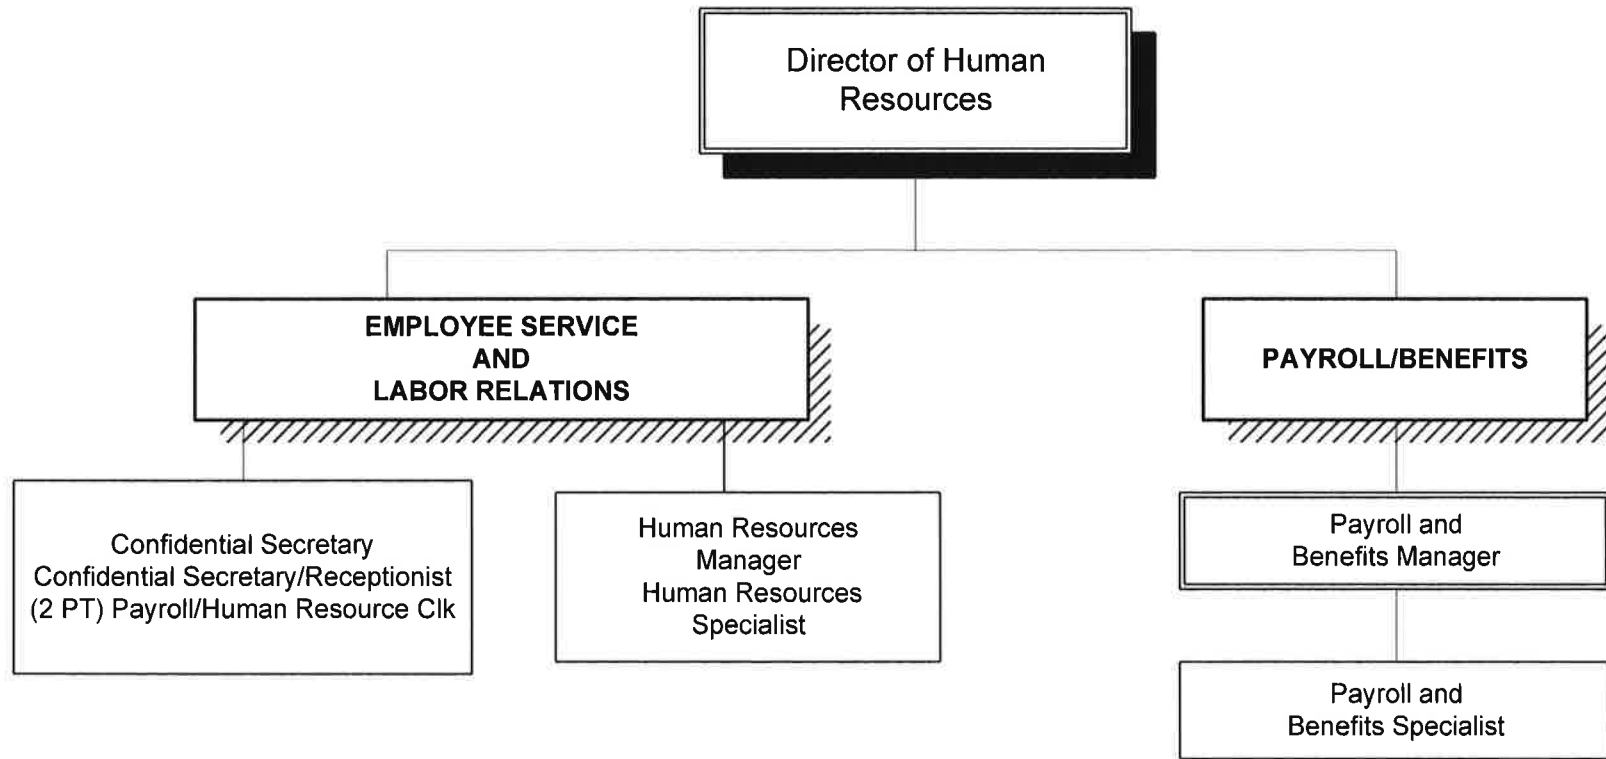 Director of Human
Resources
EMPLOYEE SERVICE
AND
LABOR RELATIONS
PAYROLL/BENEFITS
Confidential Secretary
Confidential Secretary/Receptionist
(2 PT) Payroll/Human Resource Clk
Human Resources
Manager
Human Resources
Specialist
Payroll and
Benefits Manager
Payroll and
Benefits Specialist